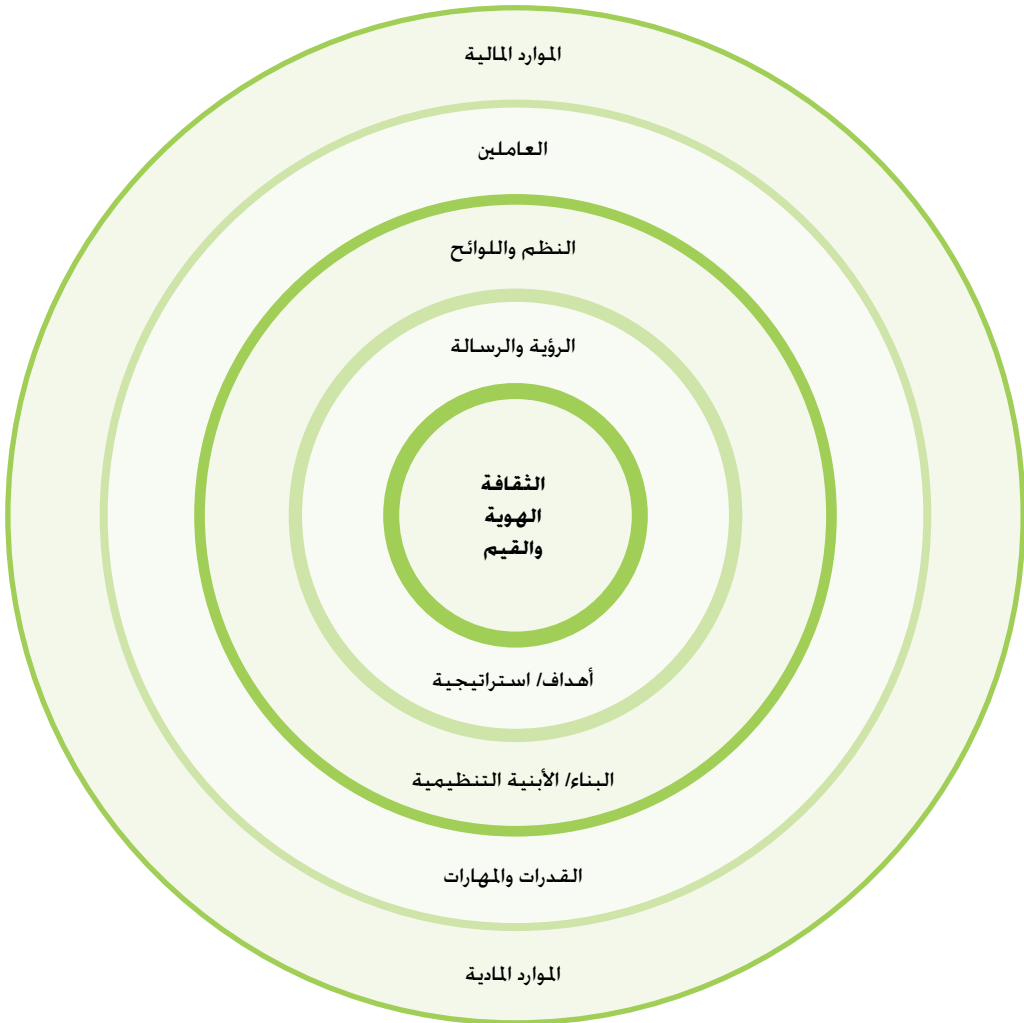 الموارد المالية
العاملين
النظم واللوائح
الرؤية والرسالة
الثقافة
الهوية
والقيم
أهداف/ استراتيجية
البناء/ الأبنية التنظيمية
القدرات والمهارات
الموارد المادية